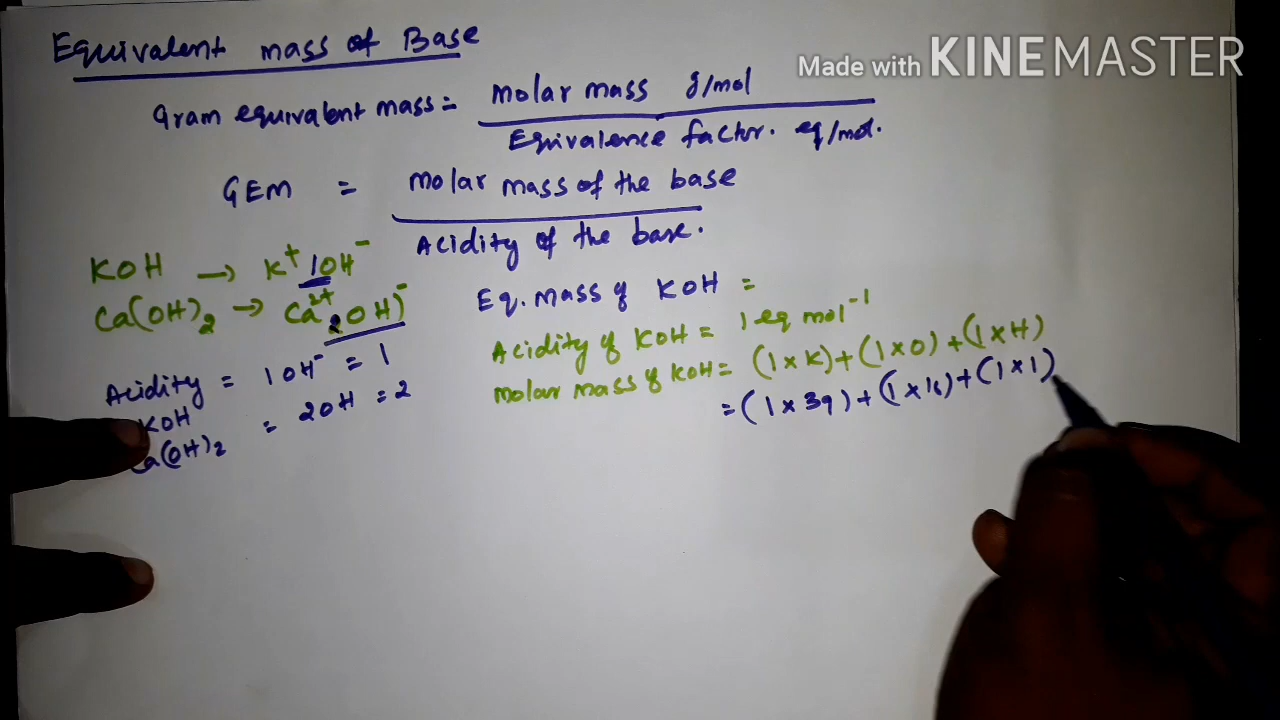 Equivalent mass of Base
Made with KINEMASTER
Gram equivalent mass = molar mass g/mol
Equivalence factor. eq/mol.
GEM = molar mass of the base
Acidity of the base.
KOH → K+ 1OH-
Ca(OH)2 → Ca2+ 2OH)-
Eq. mass of KOH =
Acidity of KOH = 1 eq mol-1
molar mass of KOH = (1×K)+(1×O)+(1×H)
=(1×39)+(1×16)+(1×1)
Acidity = 1OH- = 1
KOH
Ca(OH)2 = 2OH = 2